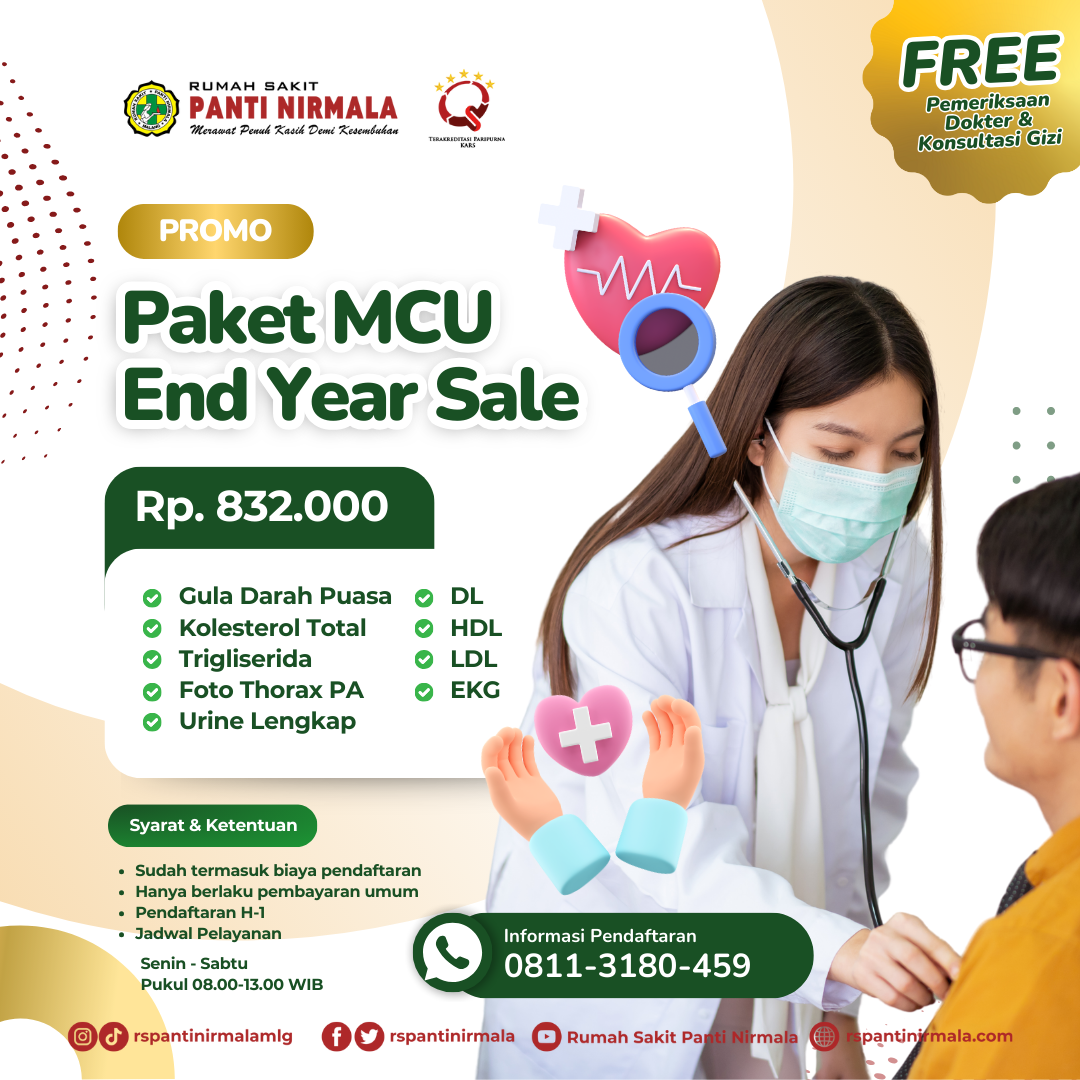 RUMAH SAKIT
PANTI NIRMALA
Merawat Penuh Kasih Demi Kesembuhan
TERAKREDITASI PARIPURNA
KARS
FREE
Pemeriksaan
Dokter &
Konsultasi Gizi
PROMO
Paket MCU
End Year Sale
Rp. 832.000
Gula Darah Puasa
Kolesterol Total
Trigliserida
Foto Thorax PA
Urine Lengkap
DL
HDL
LDL
EKG
Syarat & Ketentuan
• Sudah termasuk biaya pendaftaran
• Hanya berlaku pembayaran umum
• Pendaftaran H-1
• Jadwal Pelayanan
Senin - Sabtu
Pukul 08.00-13.00 WIB
Informasi Pendaftaran
0811-3180-459
rspantinirmalamlg
rspantinirmala
Rumah Sakit Panti Nirmala
rspantinirmala.com